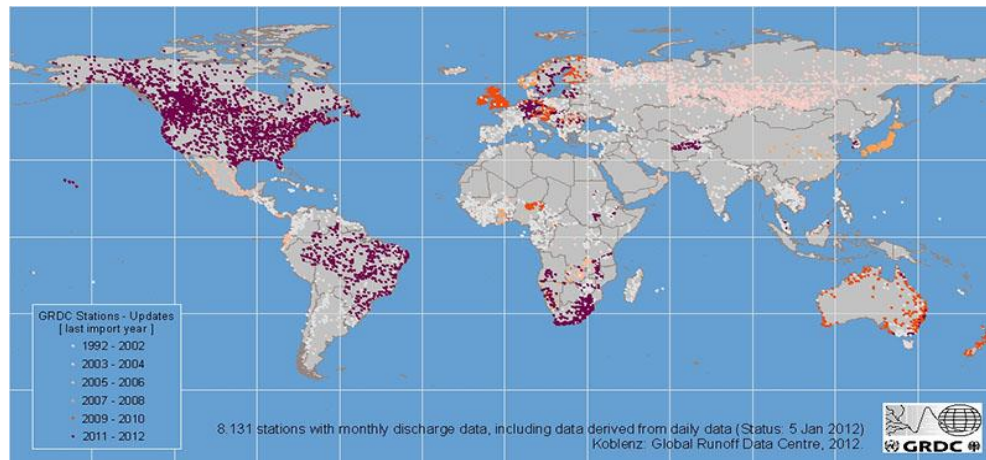 GRDC Stations - Updates
[ last import year ]
1992 - 2002
2003 - 2004
2005 - 2006
2007 - 2008
2009 - 2010
2011 - 2012
8.131 stations with monthly discharge data, including data derived from daily data (Status: 5 Jan 2012)
Koblenz: Global Runoff Data Centre, 2012.
GRDC